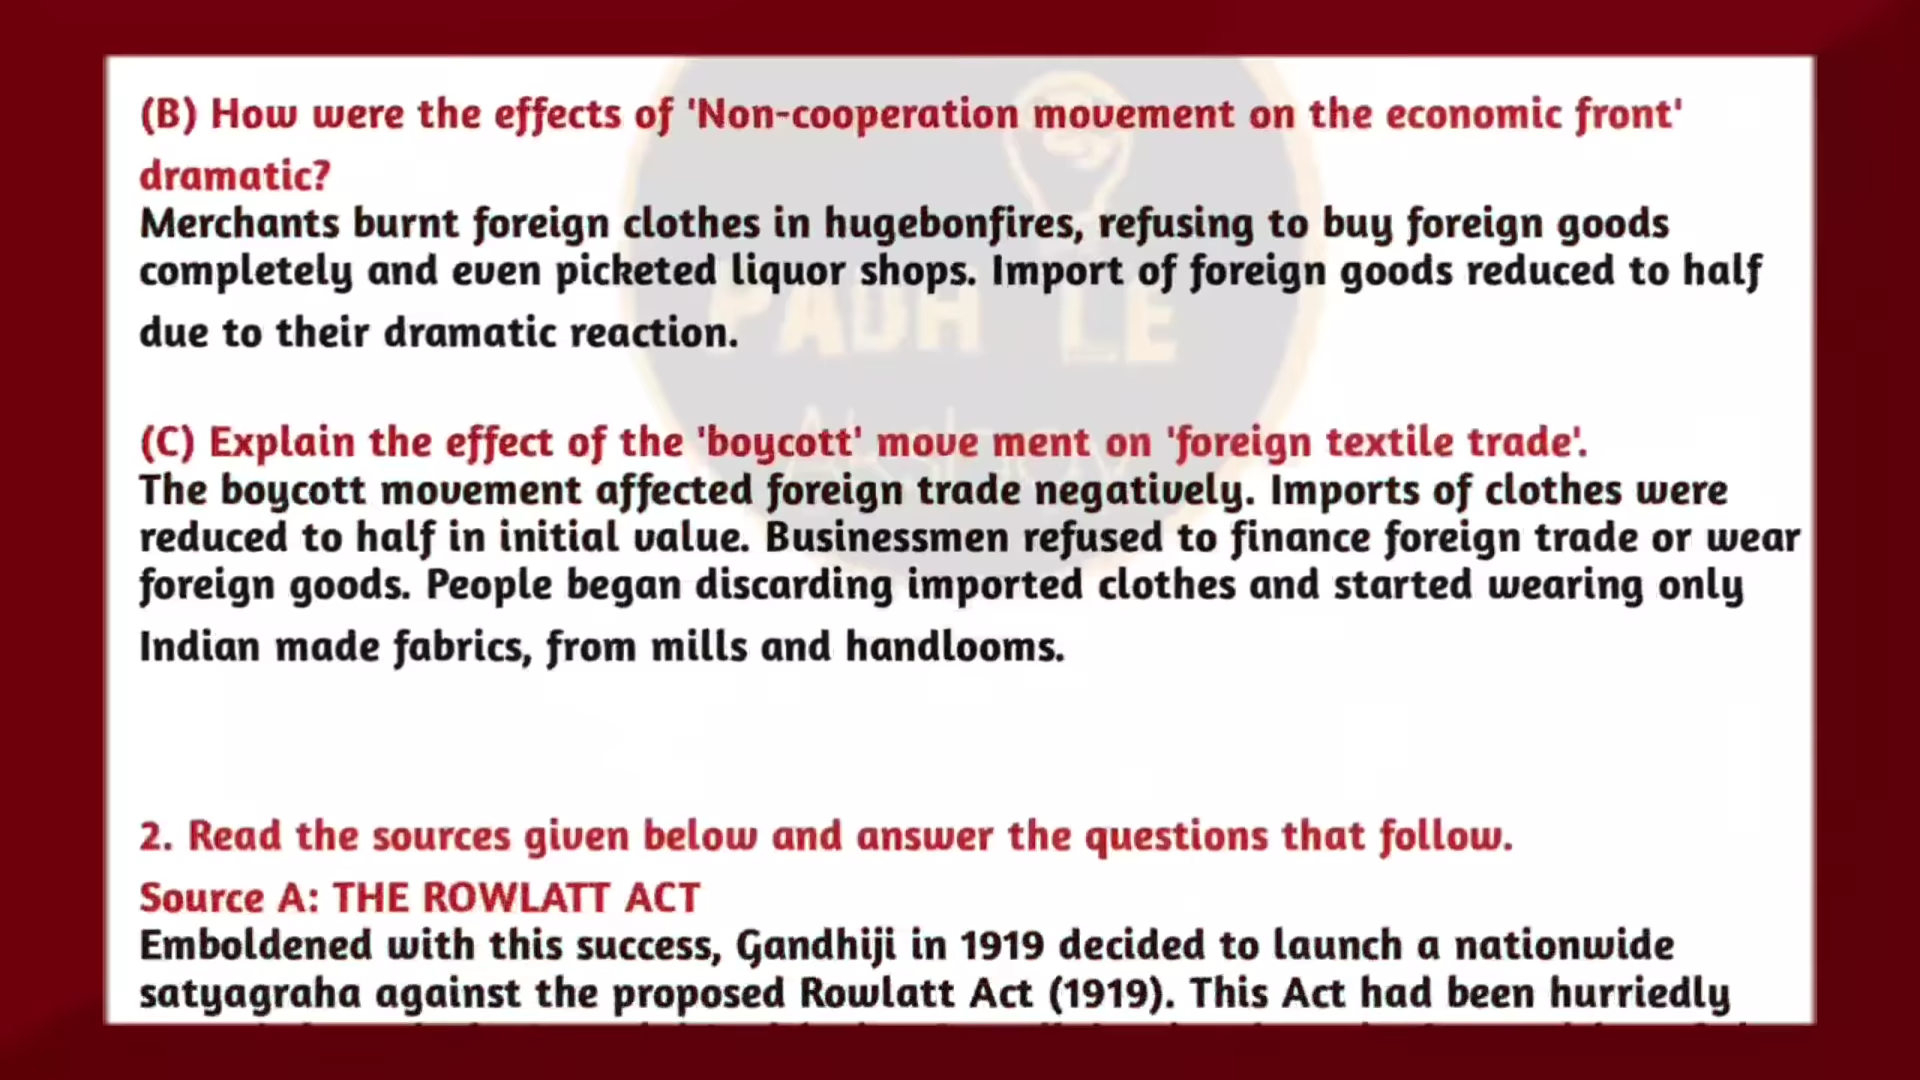 (B) How were the effects of 'Non-cooperation movement on the economic front'
dramatic?
Merchants burnt foreign clothes in hugebonfires, refusing to buy foreign goods
completely and even picketed liquor shops. Import of foreign goods reduced to half
due to their dramatic reaction.
PADH LE
Akshay
(C) Explain the effect of the 'boycott' move ment on 'foreign textile trade'.
The boycott movement affected foreign trade negatively. Imports of clothes were
reduced to half in initial value. Businessmen refused to finance foreign trade or wear
foreign goods. People began discarding imported clothes and started wearing only
Indian made fabrics, from mills and handlooms.
2. Read the sources given below and answer the questions that follow.
Source A: THE ROWLATT ACT
Emboldened with this success, Gandhiji in 1919 decided to launch a nationwide
satyagraha against the proposed Rowlatt Act (1919). This Act had been hurriedly